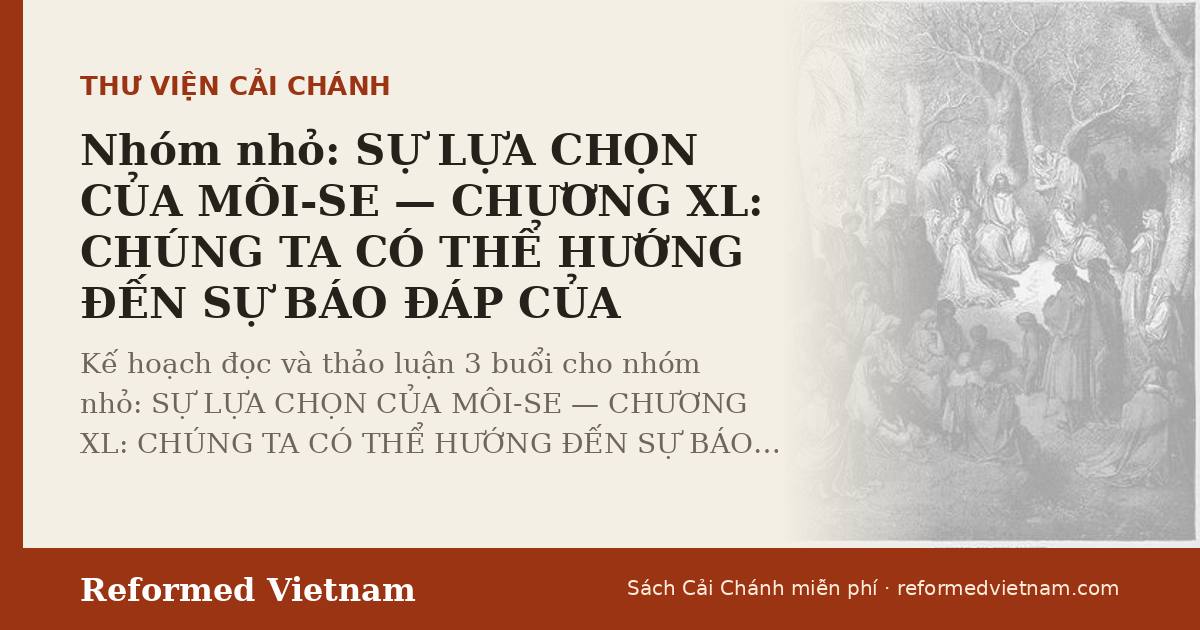 THƯ VIỆN CẢI CHÁNH
Nhóm nhỏ: SỰ LỰA CHỌN
CỦA MÔI-SE — CHƯƠNG XL:
CHÚNG TA CÓ THỂ HƯỚNG
ĐẾN SỰ BÁO ĐÁP CỦA
Kế hoạch đọc và thảo luận 3 buổi cho nhóm
nhỏ: SỰ LỰA CHỌN CỦA MÔI-SE — CHƯƠNG
XL: CHÚNG TA CÓ THỂ HƯỚNG ĐẾN SỰ BÁO…
Reformed Vietnam
Sách Cải Chánh miễn phí · reformedvietnam.com